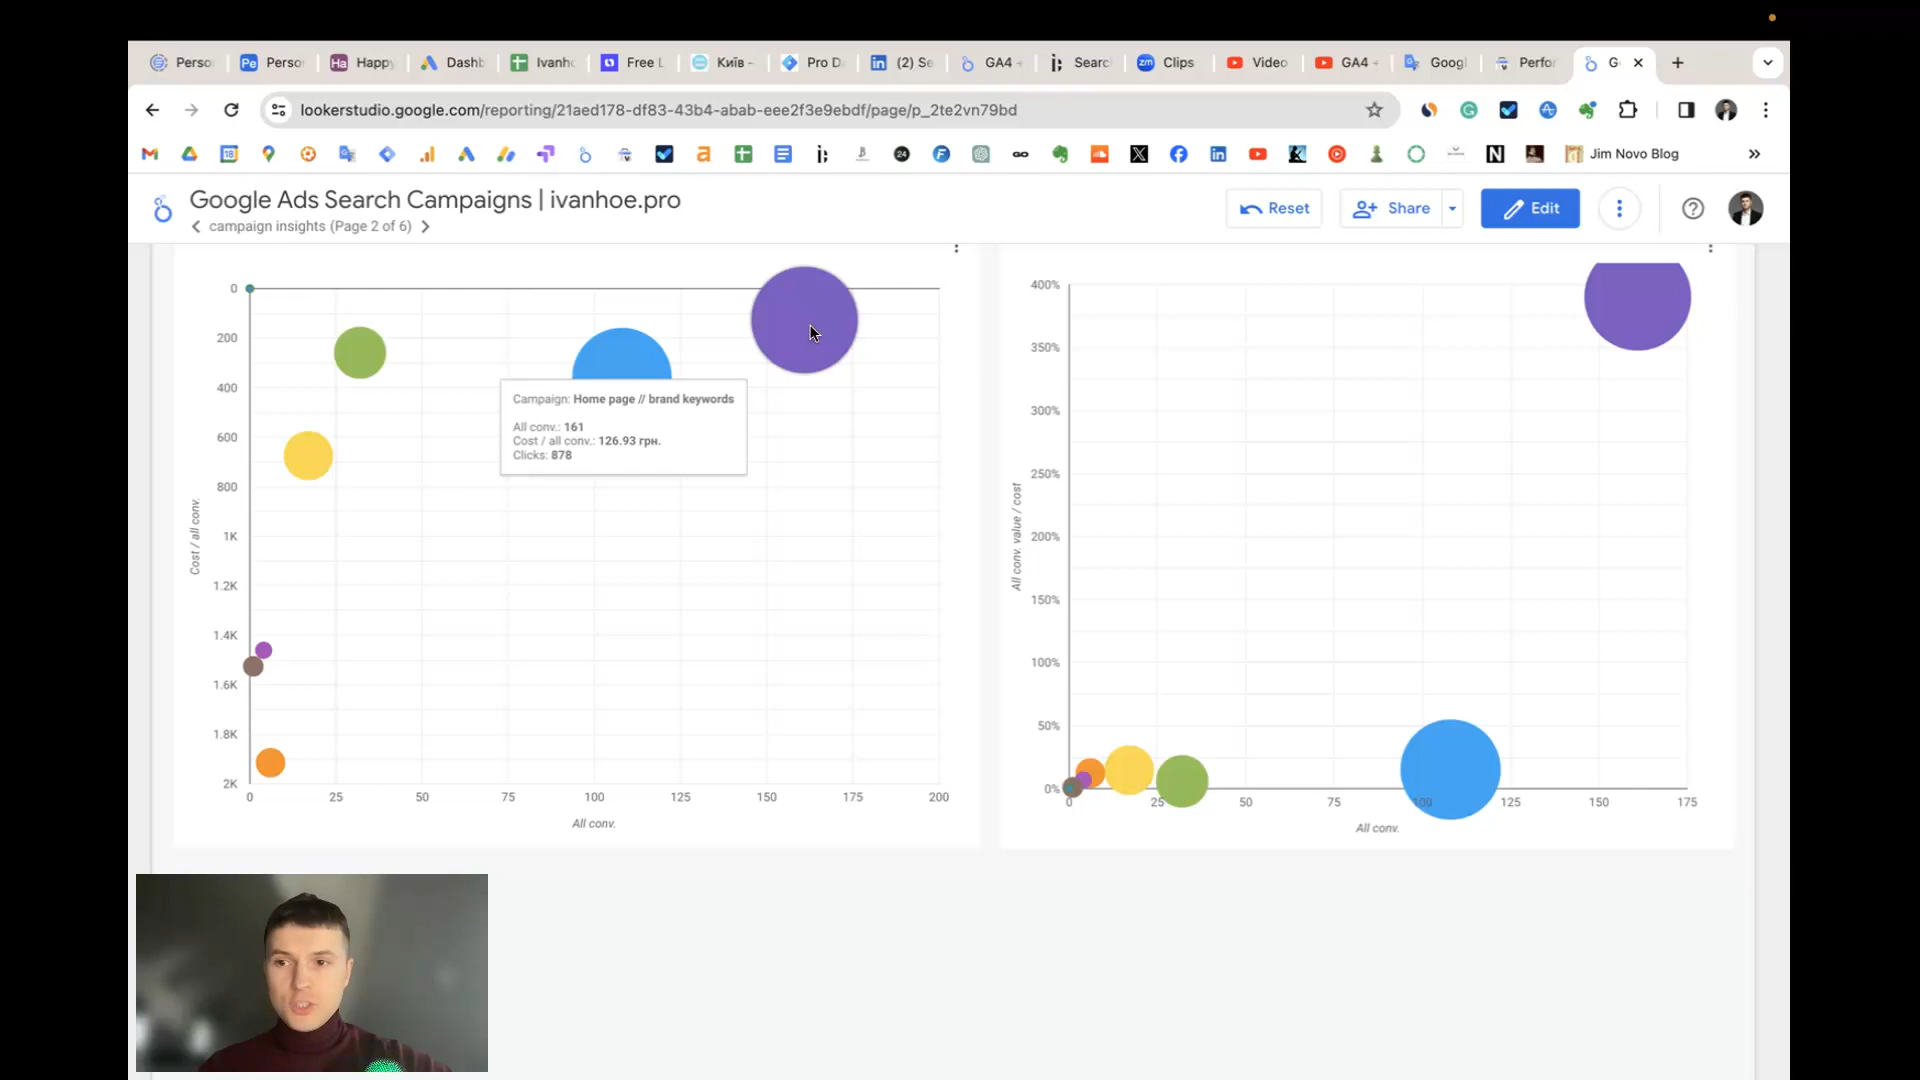 Perso
Perso
Happy
Dashb
Ivanho
Free L
Київ -
Pro D
(2) Se
GA4 -
Searc
Clips
Video
GA4 -
Googl
Perfor
G
lookerstudio.google.com/reporting/21aed178-df83-43b4-abab-eee2f3e9ebdf/page/p_2te2vn79bd
Jim Novo Blog
Google Ads Search Campaigns | ivanhoe.pro
campaign insights (Page 2 of 6)
Reset
Share
Edit
0
200
400
600
800
1K
1.2K
1.4K
1.6K
1.8K
2K
Cost / all conv.
0 25 50 75 100 125 150 175 200
All conv.
Campaign: Home page // brand keywords
All conv.: 161
Cost / all conv.: 126.93 грн.
Clicks: 878
400%
350%
300%
250%
200%
150%
100%
50%
0%
All conv. value / cost
0 25 50 75 100 125 150 175
All conv.